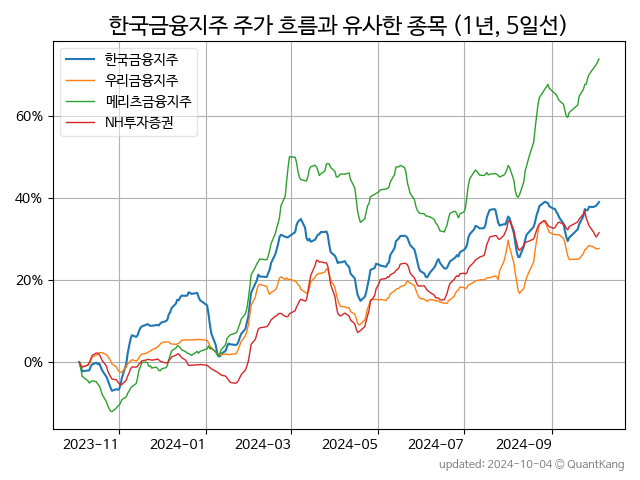 한국금융지주 주가 흐름과 유사한 종목 (1년, 5일선)
한국금융지주
우리금융지주
메리츠금융지주
NH투자증권
60%
40%
20%
0%
2023-11 2024-01 2024-03 2024-05 2024-07 2024-09
updated: 2024-10-04 © QuantKang